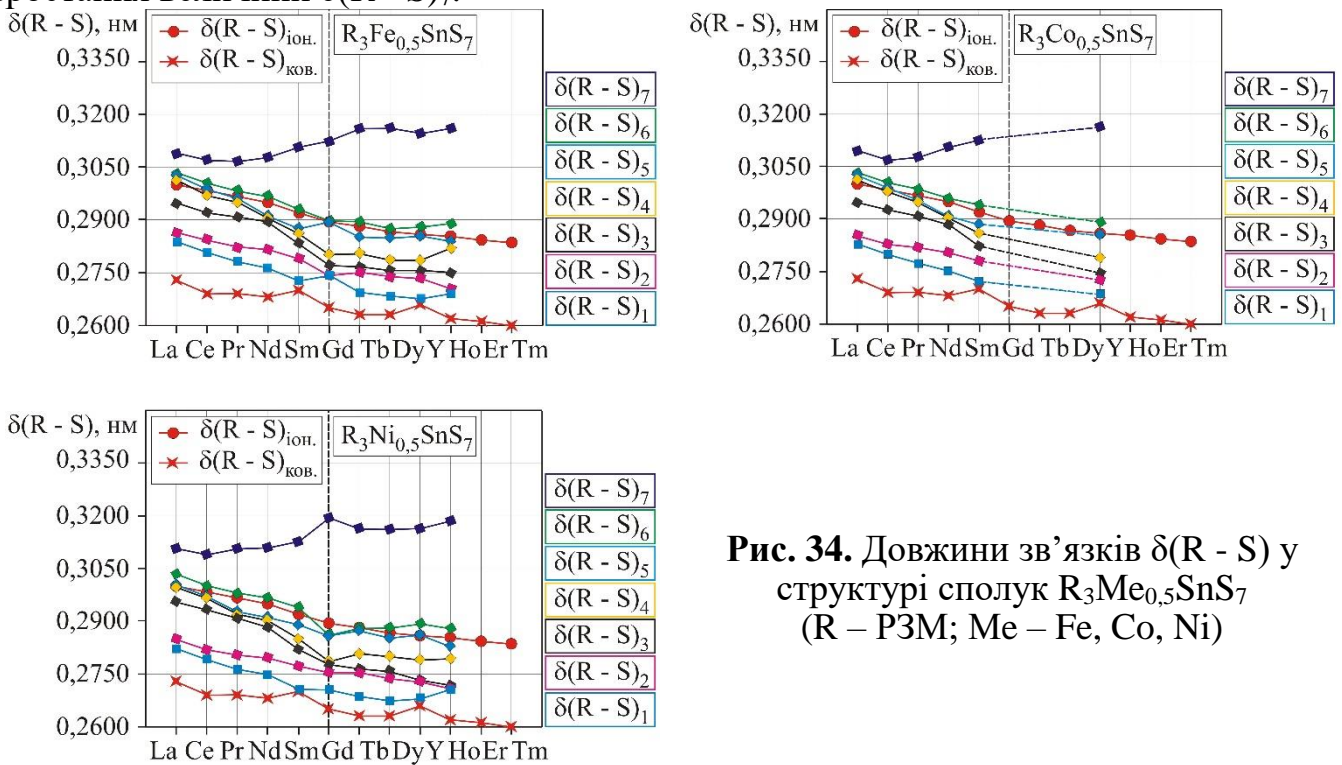 δ(R - S)₇.
δ(R - S), нм
δ(R - S)іон.
δ(R - S)ков.
R₃Fe₀,₅SnS₇
0,3350
0,3200
0,3050
0,2900
0,2750
0,2600
La Ce Pr Nd Sm Gd Tb Dy Y Ho Er Tm
δ(R - S)₇
δ(R - S)₆
δ(R - S)₅
δ(R - S)₄
δ(R - S)₃
δ(R - S)₂
δ(R - S)₁
δ(R - S), нм
δ(R - S)іон.
δ(R - S)ков.
R₃Co₀,₅SnS₇
0,3350
0,3200
0,3050
0,2900
0,2750
0,2600
La Ce Pr Nd Sm Gd Tb Dy Y Ho Er Tm
δ(R - S)₇
δ(R - S)₆
δ(R - S)₅
δ(R - S)₄
δ(R - S)₃
δ(R - S)₂
δ(R - S)₁
δ(R - S), нм
δ(R - S)іон.
δ(R - S)ков.
R₃Ni₀,₅SnS₇
0,3350
0,3200
0,3050
0,2900
0,2750
0,2600
La Ce Pr Nd Sm Gd Tb Dy Y Ho Er Tm
δ(R - S)₇
δ(R - S)₆
δ(R - S)₅
δ(R - S)₄
δ(R - S)₃
δ(R - S)₂
δ(R - S)₁
Рис. 34. Довжини зв’язків δ(R - S) у
структурі сполук R₃Me₀,₅SnS₇
(R – РЗМ; Me – Fe, Co, Ni)